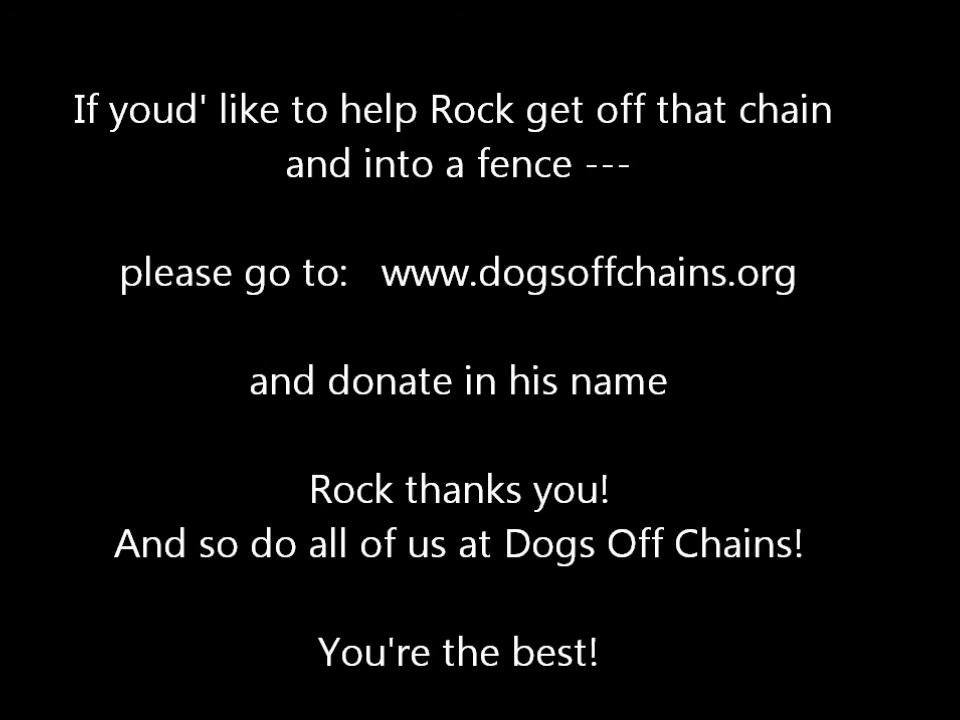 If youd' like to help Rock get off that chain
and into a fence ---
please go to: www.dogsoffchains.org
and donate in his name
Rock thanks you!
And so do all of us at Dogs Off Chains!
You're the best!